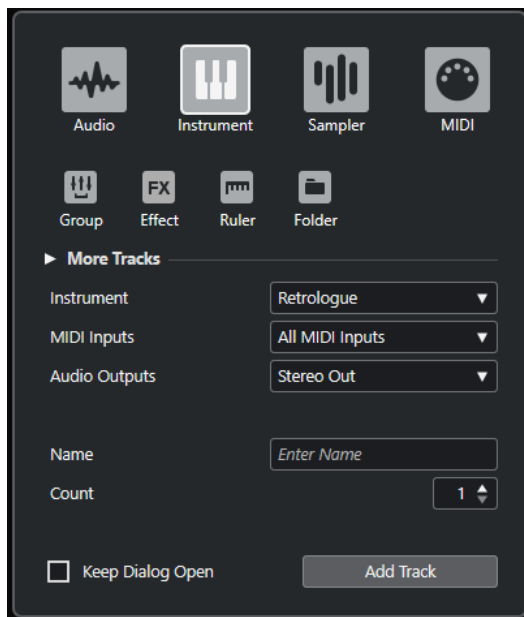 Audio Instrument Sampler MIDI
FX
Group Effect Ruler Folder
More Tracks
Instrument Retrologue
MIDI Inputs All MIDI Inputs
Audio Outputs Stereo Out
Name Enter Name
Count 1
Keep Dialog Open Add Track